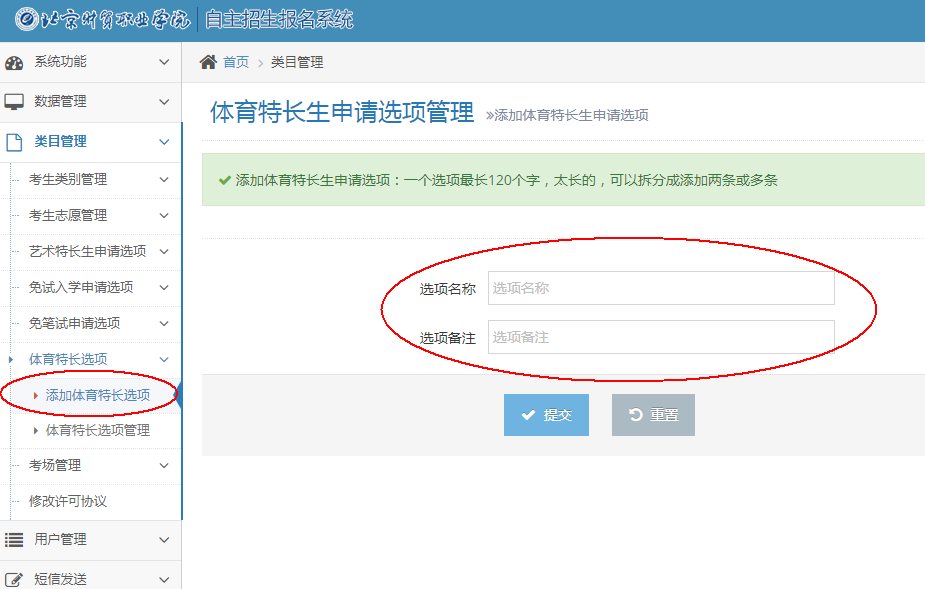 北京财贸职业学院 自主招生报名系统
系统功能
数据管理
类目管理
考生类别管理
考生志愿管理
艺术特长生申请选项
免试入学申请选项
免笔试申请选项
体育特长选项
添加体育特长选项
体育特长选项管理
考场管理
修改许可协议
用户管理
短信发送
首页 > 类目管理
体育特长生申请选项管理 »添加体育特长生申请选项
添加体育特长生申请选项：一个选项最长120个字，太长的，可以拆分成添加两条或多条
选项名称 选项名称
选项备注 选项备注
提交 重置